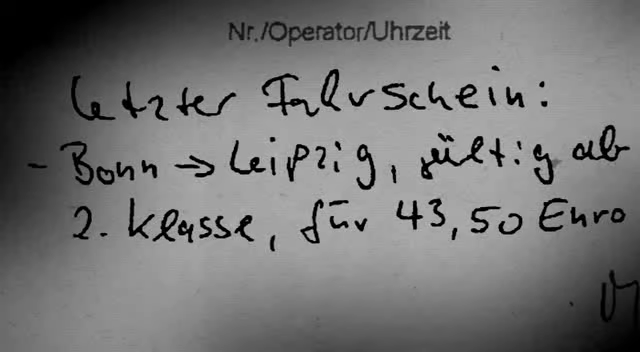 Nr./Operator/Uhrzeit
letzter Fahrschein:
- Bonn → Leipzig, gültig ab
2. Klasse, für 43,50 Euro